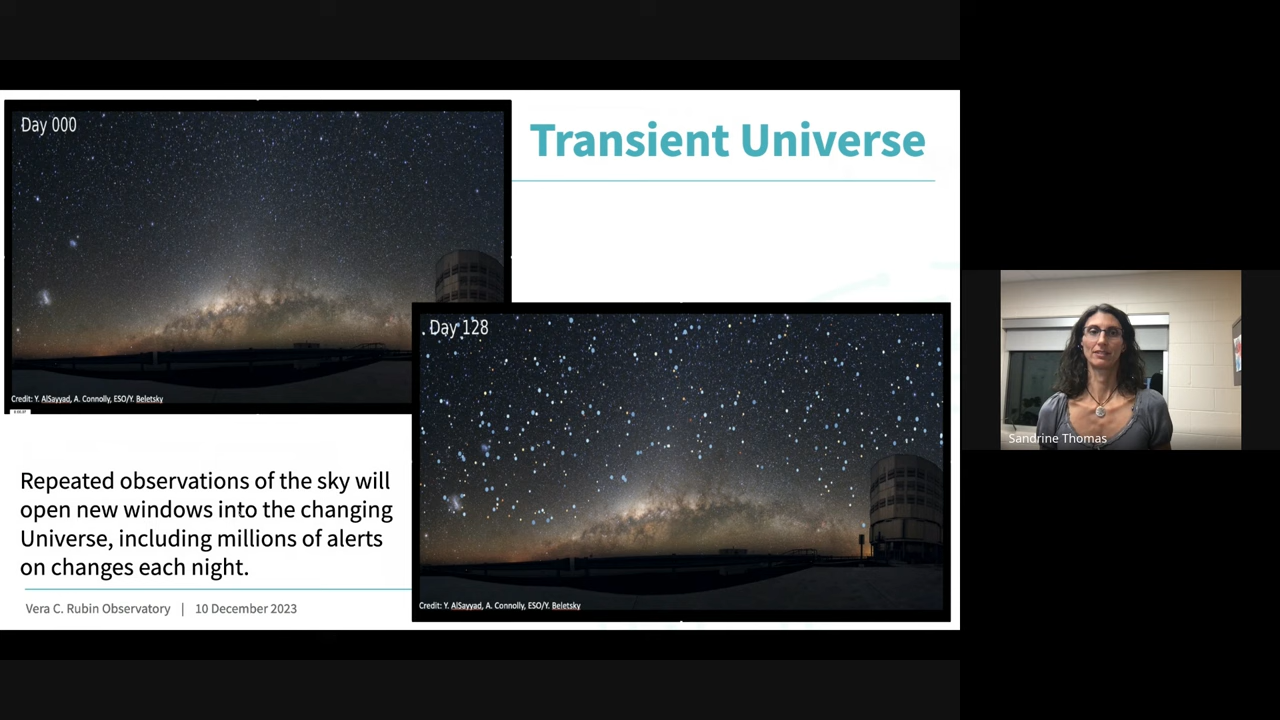 Day 000
Transient Universe
Credit: Y. AlSayyad, A. Connolly, ESO/Y. Beletsky
Day 128
Repeated observations of the sky will
open new windows into the changing
Universe, including millions of alerts
on changes each night.
Credit: Y. AlSayyad, A. Connolly, ESO/Y. Beletsky
Vera C. Rubin Observatory | 10 December 2023
Sandrine Thomas